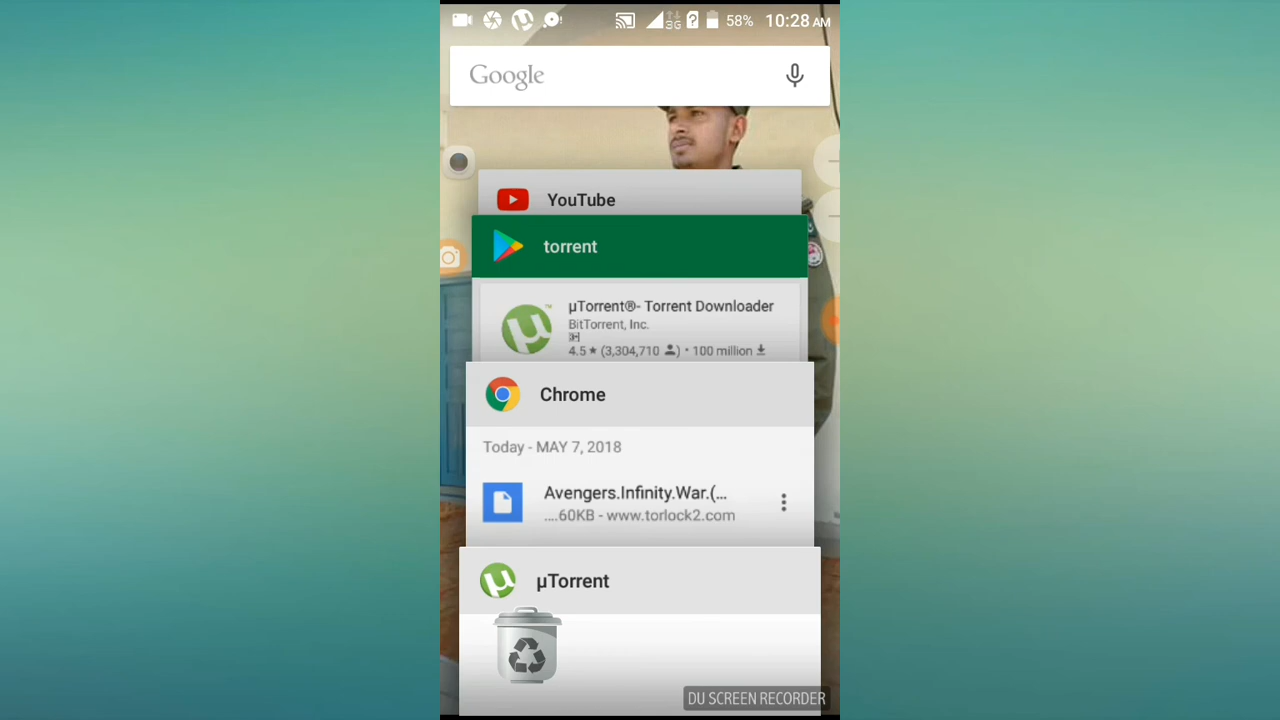 3G 58% 10:28 AM
Google
YouTube
torrent
µTorrent®- Torrent Downloader
BitTorrent, Inc.
4.5 ★ (3,304,710) • 100 million
Chrome
Today - MAY 7, 2018
Avengers.Infinity.War.(...
....60KB - www.torlock2.com
µTorrent
DU SCREEN RECORDER